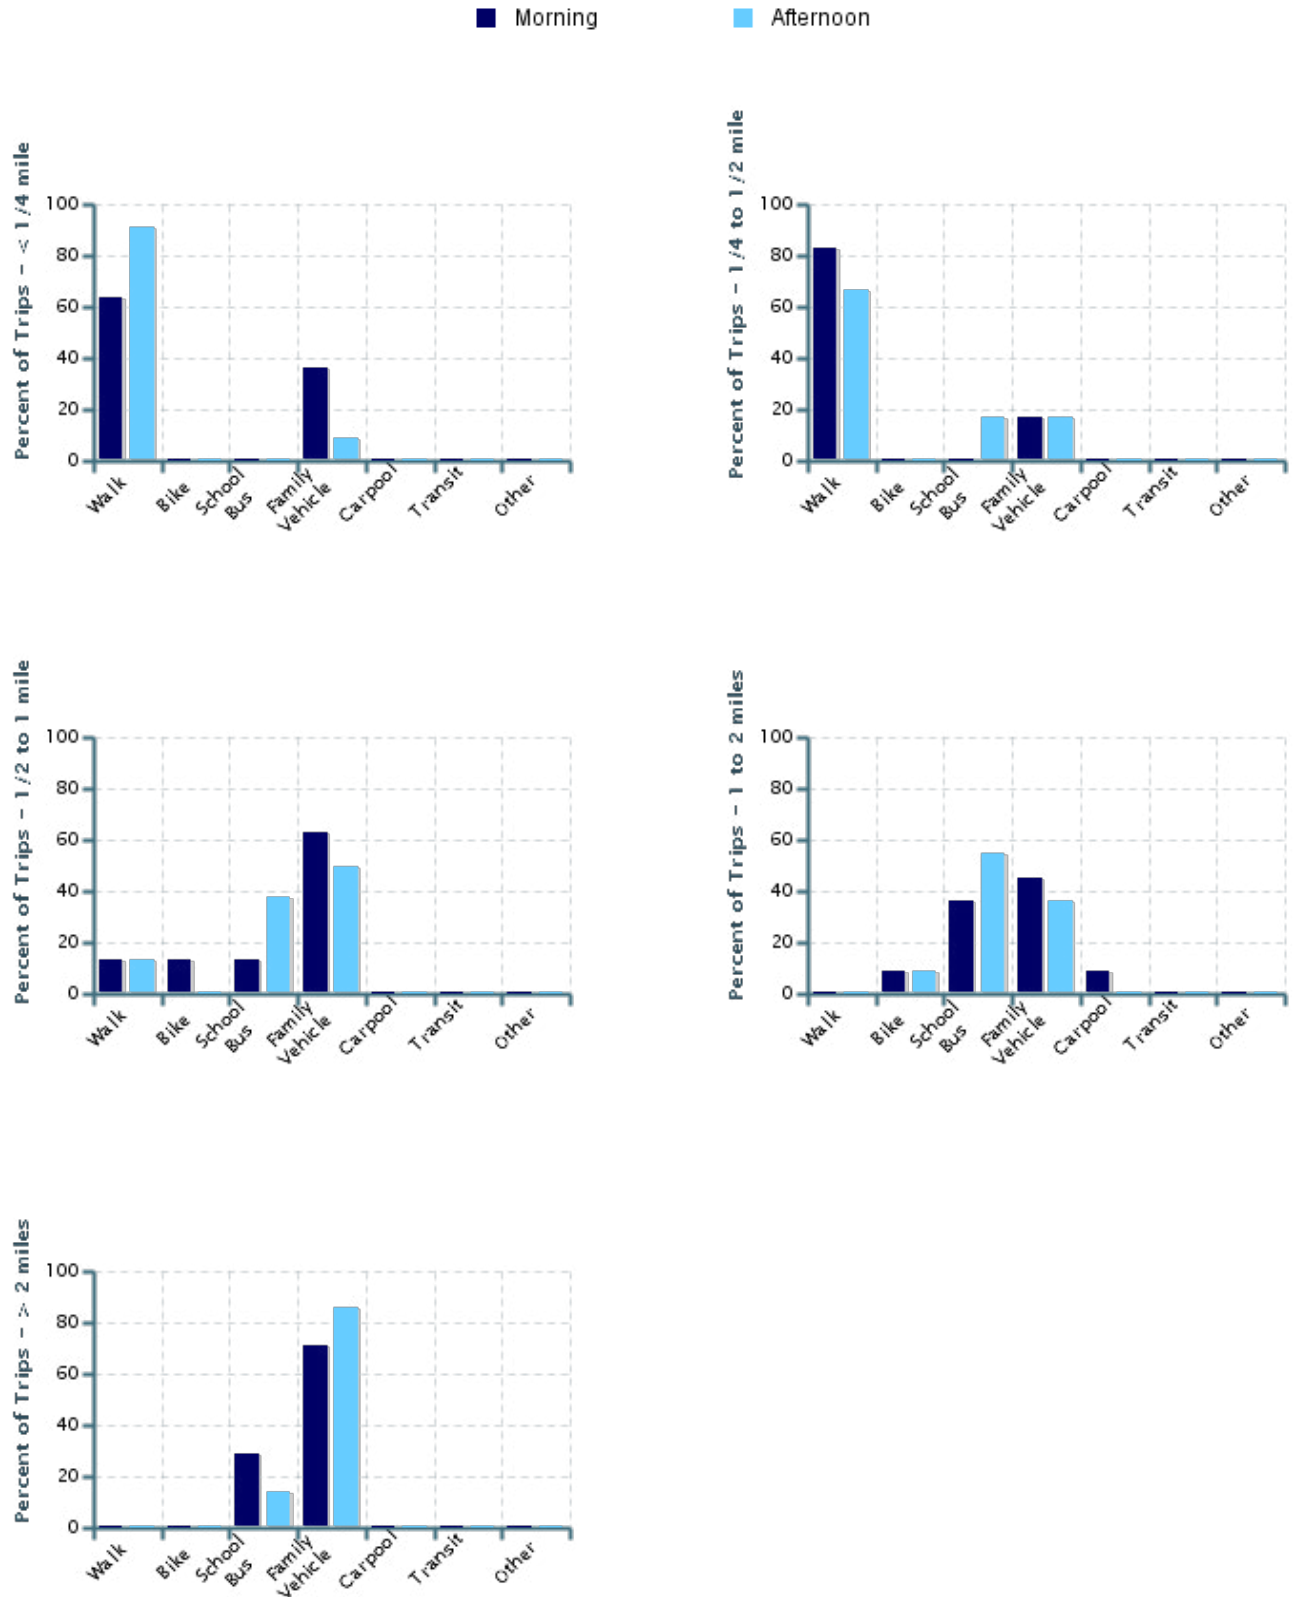 Morning
Afternoon
Percent of Trips - < 1/4 mile
100
80
60
40
20
0
Walk
Bike
School
Bus
Family
Vehicle
Carpool
Transit
Other
Percent of Trips - 1/4 to 1/2 mile
100
80
60
40
20
0
Walk
Bike
School
Bus
Family
Vehicle
Carpool
Transit
Other
Percent of Trips - 1/2 to 1 mile
100
80
60
40
20
0
Walk
Bike
School
Bus
Family
Vehicle
Carpool
Transit
Other
Percent of Trips - 1 to 2 miles
100
80
60
40
20
0
Walk
Bike
School
Bus
Family
Vehicle
Carpool
Transit
Other
Percent of Trips - > 2 miles
100
80
60
40
20
0
Walk
Bike
School
Bus
Family
Vehicle
Carpool
Transit
Other